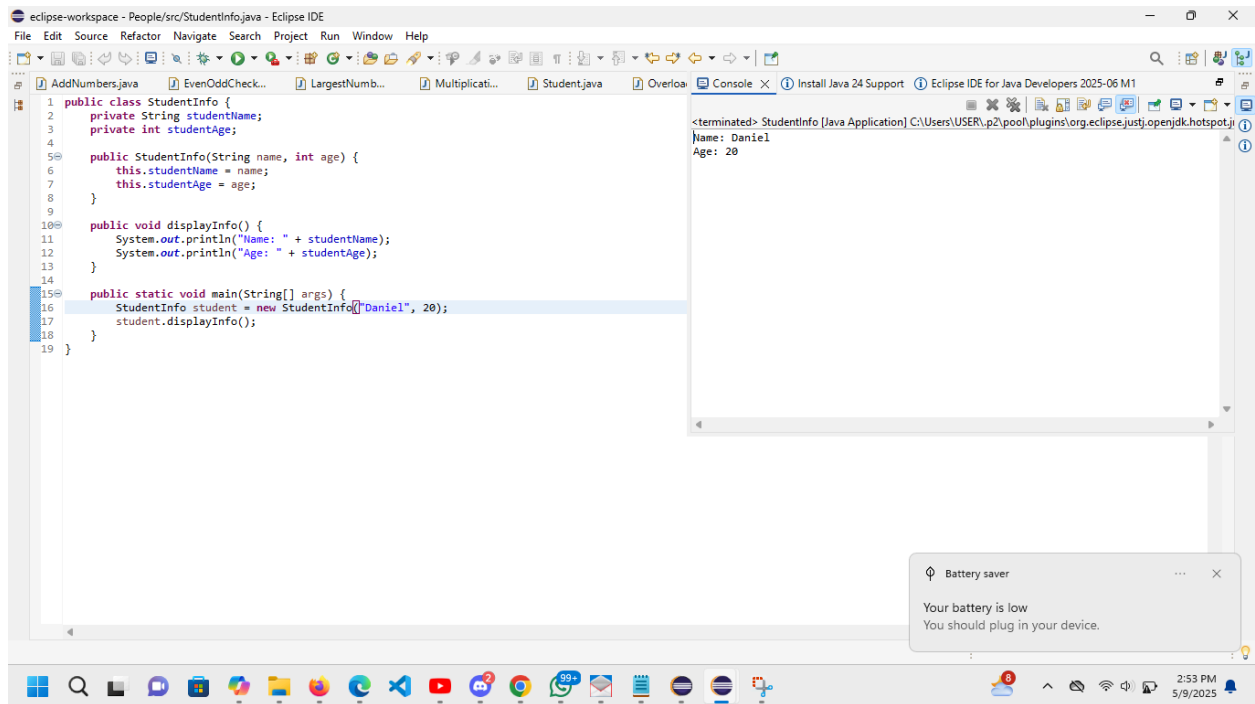 eclipse-workspace - People/src/StudentInfo.java - Eclipse IDE
File Edit Source Refactor Navigate Search Project Run Window Help
AddNumbers.java EvenOddCheck... LargestNumb... Multiplicati... Student.java Overloa
Console Install Java 24 Support Eclipse IDE for Java Developers 2025-06 M1
<terminated> StudentInfo [Java Application] C:\Users\USER\.p2\pool\plugins\org.eclipse.justj.openjdk.hotspot.j
Name: Daniel
Age: 20
1 public class StudentInfo {
2     private String studentName;
3     private int studentAge;
4
5     public StudentInfo(String name, int age) {
6         this.studentName = name;
7         this.studentAge = age;
8     }
9
10     public void displayInfo() {
11         System.out.println("Name: " + studentName);
12         System.out.println("Age: " + studentAge);
13     }
14
15     public static void main(String[] args) {
16         StudentInfo student = new StudentInfo("Daniel", 20);
17         student.displayInfo();
18     }
19 }
Battery saver
Your battery is low
You should plug in your device.
2
99+
8
2:53 PM
5/9/2025